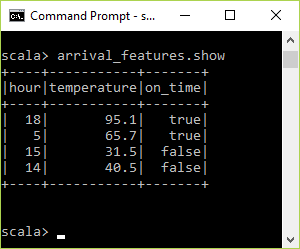 Command Prompt - s...
scala> arrival_features.show
+----+-----------+-------+
|hour|temperature|on_time|
+----+-----------+-------+
|  18|       95.1|   true|
|   5|       65.7|   true|
|  15|       31.5|  false|
|  14|       40.5|  false|
+----+-----------+-------+
scala>